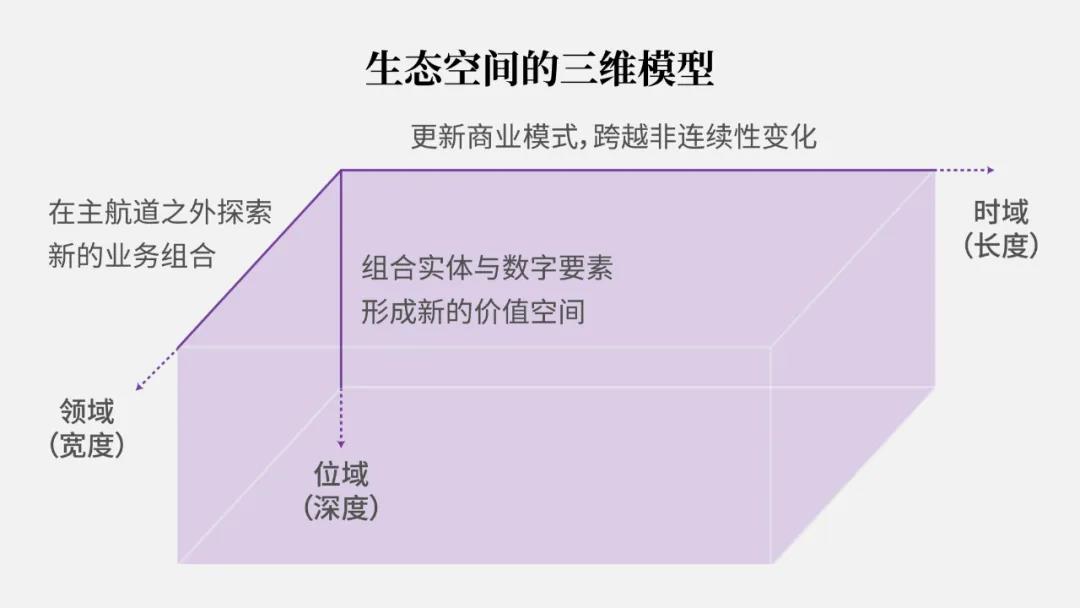 生态空间的三维模型
更新商业模式，跨越非连续性变化
在主航道之外探索
新的业务组合
时域
（长度）
组合实体与数字要素
形成新的价值空间
领域
（宽度）
位域
（深度）